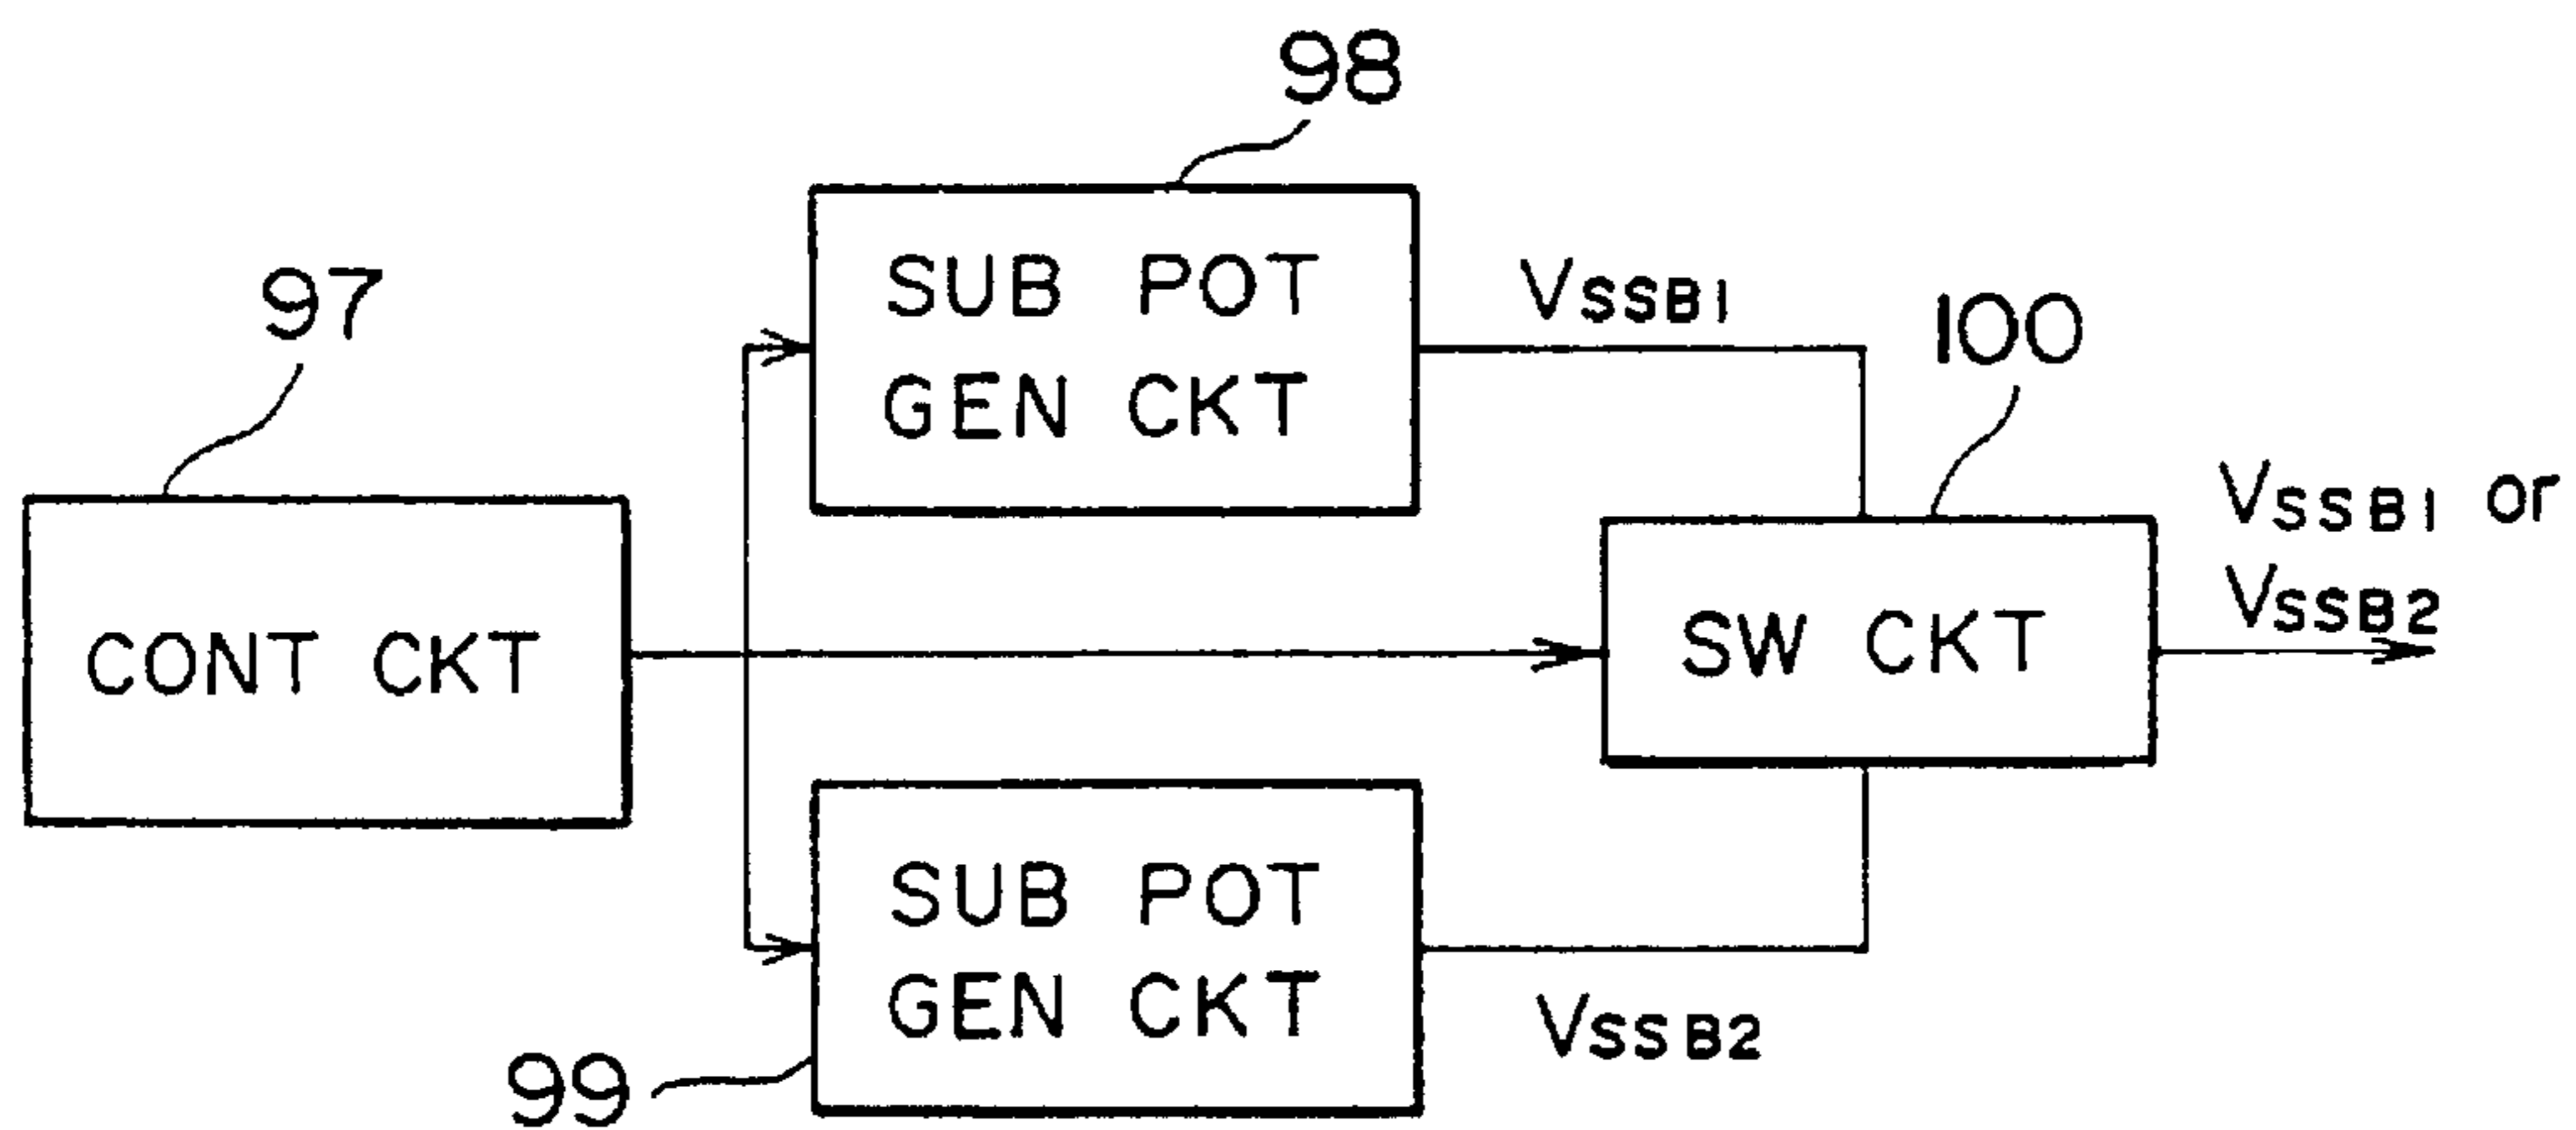 98
SUB POT
GEN CKT
97
CONT CKT
VSSB1
100
SW CKT
VSSB1 or
VSSB2
SUB POT
GEN CKT
99
VSSB2